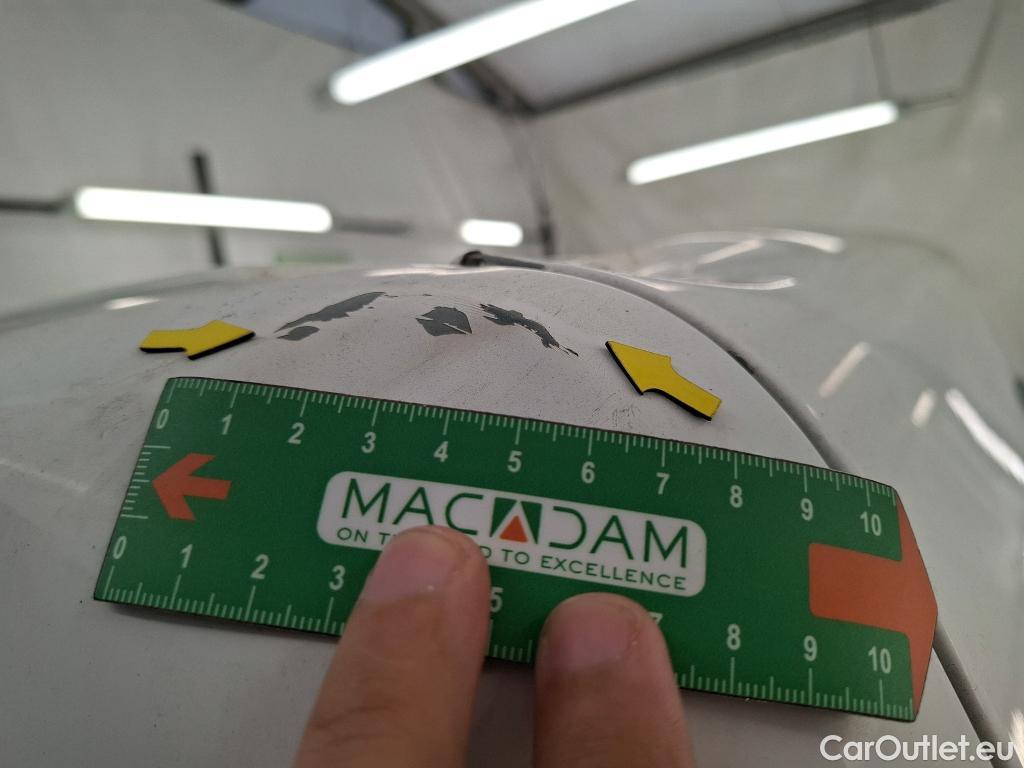 0 1 2 3 4 5 6 7 8 9 10
MACADAM
ON TH D TO EXCELLENCE
0 1 2 3 5 7 8 9 10
CarOutlet.eu